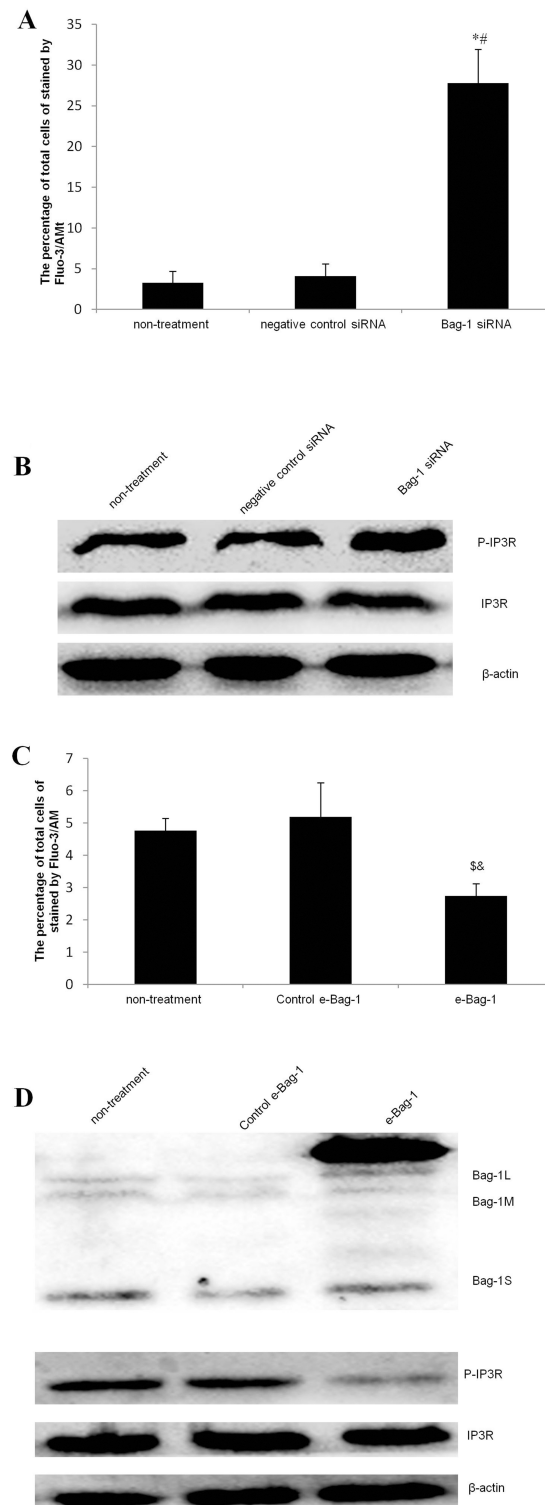 A
The percentage of total cells of stained by
Fluo-3/AMt
35
30
25
20
15
10
5
0
*#
non-treatment
negative control siRNA
Bag-1 siRNA
B
non-treatment
negative control siRNA
Bag-1 siRNA
P-IP3R
IP3R
β-actin
C
The percentage of total cells of
stained by Fluo-3/AM
7
6
5
4
3
2
1
0
$&
non-treatment
Control e-Bag-1
e-Bag-1
D
non-treatment
Control e-Bag-1
e-Bag-1
Bag-1L
Bag-1M
Bag-1S
P-IP3R
IP3R
β-actin